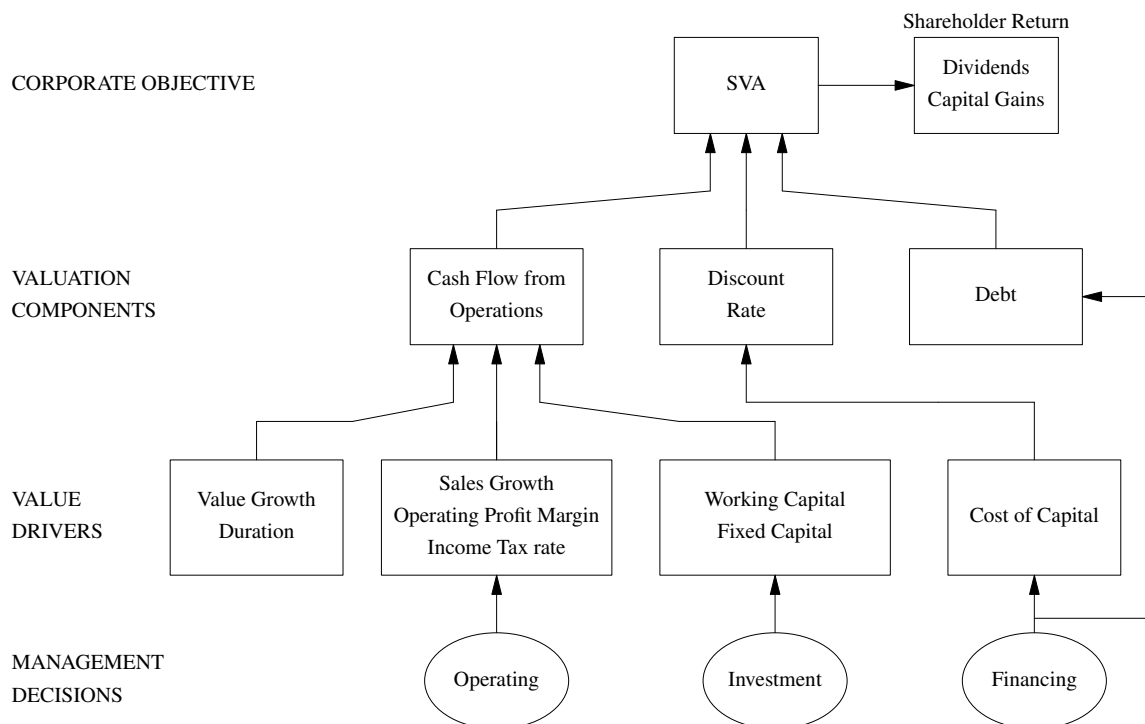 Shareholder Return
CORPORATE OBJECTIVE
SVA
Dividends
Capital Gains
VALUATION
COMPONENTS
Cash Flow from
Operations
Discount
Rate
Debt
VALUE
DRIVERS
Value Growth
Duration
Sales Growth
Operating Profit Margin
Income Tax rate
Working Capital
Fixed Capital
Cost of Capital
MANAGEMENT
DECISIONS
Operating
Investment
Financing